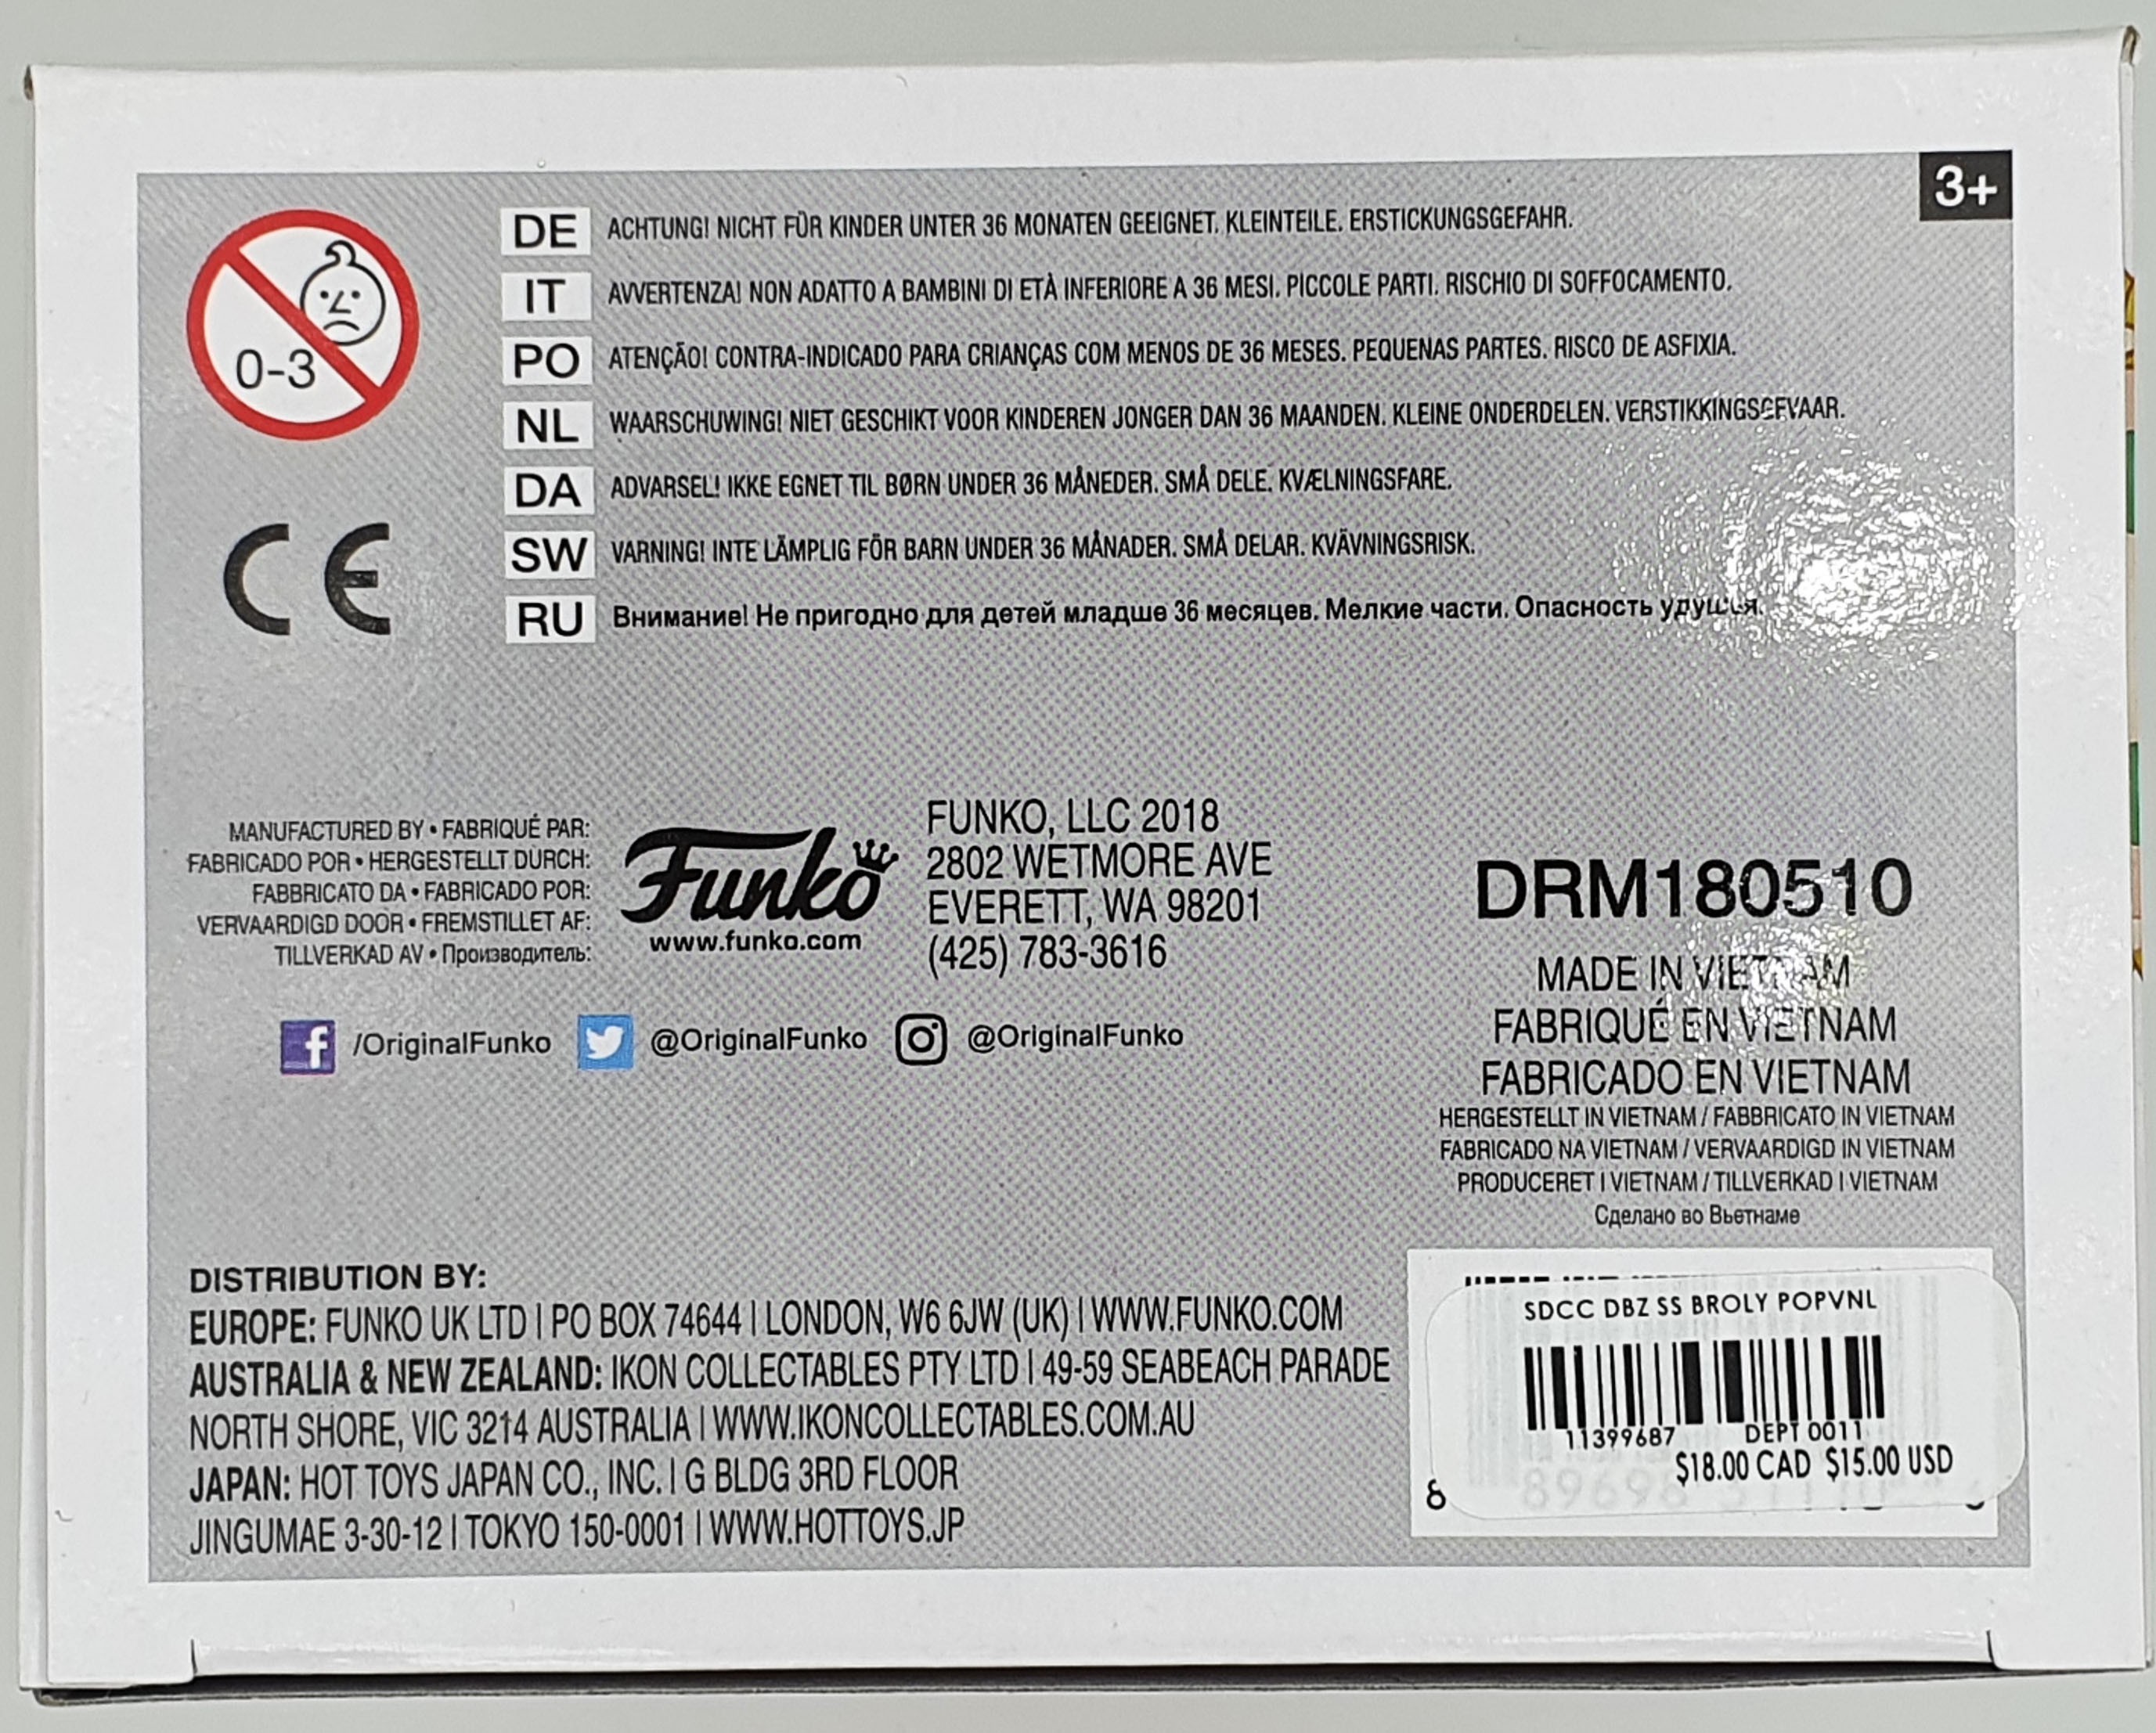 3+
0-3
DE ACHTUNG! NICHT FÜR KINDER UNTER 36 MONATEN GEEIGNET. KLEINTEILE. ERSTICKUNGSGEFAHR.
IT AVVERTENZA! NON ADATTO A BAMBINI DI ETÀ INFERIORE A 36 MESI. PICCOLE PARTI. RISCHIO DI SOFFOCAMENTO.
PO ATENÇÃO! CONTRA-INDICADO PARA CRIANÇAS COM MENOS DE 36 MESES. PEQUENAS PARTES. RISCO DE ASFIXIA.
NL WAARSCHUWING! NIET GESCHIKT VOOR KINDEREN JONGER DAN 36 MAANDEN. KLEINE ONDERDELEN. VERSTIKKINGSGEVAAR.
DA ADVARSEL! IKKE EGNET TIL BØRN UNDER 36 MÅNEDER. SMÅ DELE. KVÆLNINGSFARE.
SW VARNING! INTE LÄMPLIG FÖR BARN UNDER 36 MÅNADER. SMÅ DELAR. KVÄVNINGSRISK.
RU Внимание! Не пригодно для детей младше 36 месяцев. Мелкие части. Опасность удушья.
CE
MANUFACTURED BY • FABRIQUÉ PAR:
FABRICADO POR • HERGESTELLT DURCH:
FABBRICATO DA • FABRICADO POR:
VERVAARDIGD DOOR • FREMSTILLET AF:
TILLVERKAD AV • Производитель:
Funko
www.funko.com
FUNKO, LLC 2018
2802 WETMORE AVE
EVERETT, WA 98201
(425) 783-3616
/OriginalFunko @OriginalFunko @OriginalFunko
DRM180510
MADE IN VIETNAM
FABRIQUÉ EN VIETNAM
FABRICADO EN VIETNAM
HERGESTELLT IN VIETNAM / FABBRICATO IN VIETNAM
FABRICADO NA VIETNAM / VERVAARDIGD IN VIETNAM
PRODUCERET I VIETNAM / TILLVERKAD I VIETNAM
Сделано во Вьетнаме
DISTRIBUTION BY:
EUROPE: FUNKO UK LTD | PO BOX 74644 | LONDON, W6 6JW (UK) | WWW.FUNKO.COM
AUSTRALIA & NEW ZEALAND: IKON COLLECTABLES PTY LTD | 49-59 SEABEACH PARADE
NORTH SHORE, VIC 3214 AUSTRALIA | WWW.IKONCOLLECTABLES.COM.AU
JAPAN: HOT TOYS JAPAN CO., INC. | G BLDG 3RD FLOOR
JINGUMAE 3-30-12 | TOKYO 150-0001 | WWW.HOTTOYS.JP
SDCC DBZ SS BROLY POPVNL
11399687 DEPT 0011
$18.00 CAD $15.00 USD
8